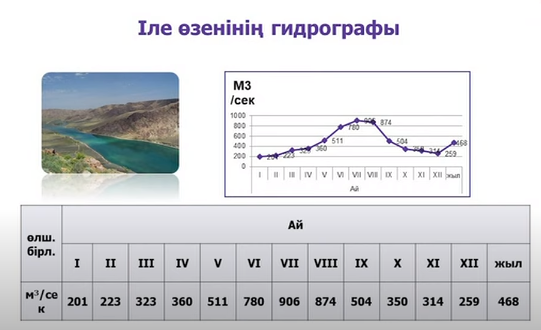 Іле өзенінің гидрографы
М3
/сек
1000
800
600
400
200
0
201 223 323 360 511 780 906 874 504 350 314 259 468
I II III IV V VI VII VIII IX X XI XII жыл
Ай
өлш.
бірл.
Ай
I II III IV V VI VII VIII IX X XI XII жыл
м³/се
к
201 223 323 360 511 780 906 874 504 350 314 259 468